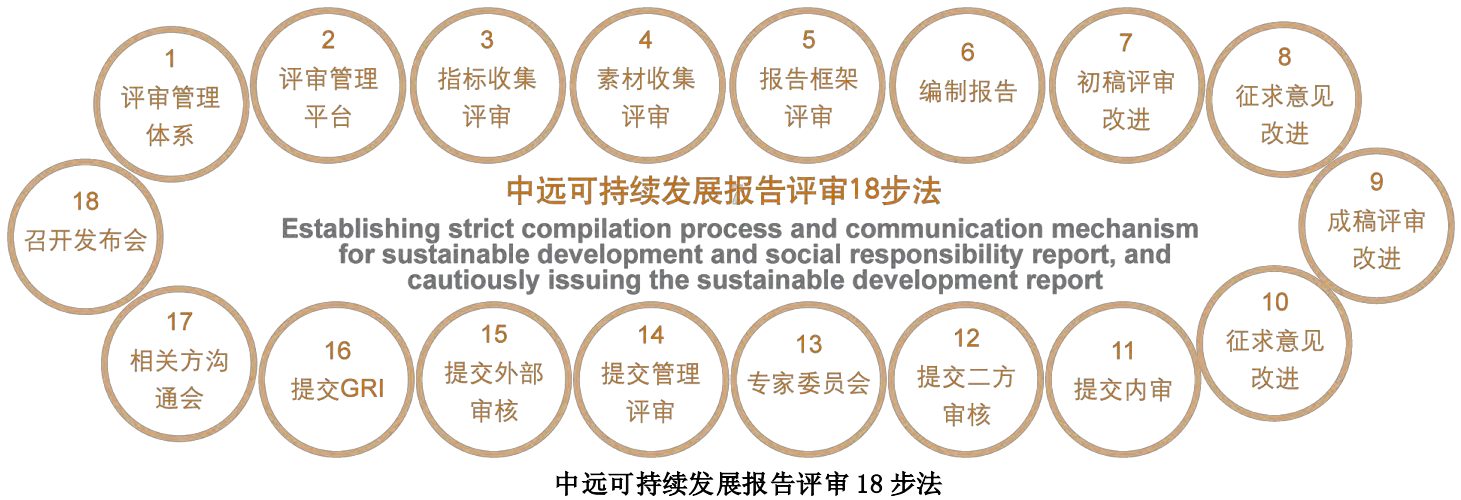 1
评审管理
体系
2
评审管理
平台
3
指标收集
评审
4
素材收集
评审
5
报告框架
评审
6
编制报告
7
初稿评审
改进
8
征求意见
改进
9
成稿评审
改进
10
征求意见
改进
11
提交内审
12
提交二方
审核
13
专家委员会
14
提交管理
评审
15
提交外部
审核
16
提交GRI
17
相关方沟
通会
18
召开发布会
中远可持续发展报告评审18步法
Establishing strict compilation process and communication mechanism
for sustainable development and social responsibility report, and
cautiously issuing the sustainable development report
中远可持续发展报告评审 18 步法